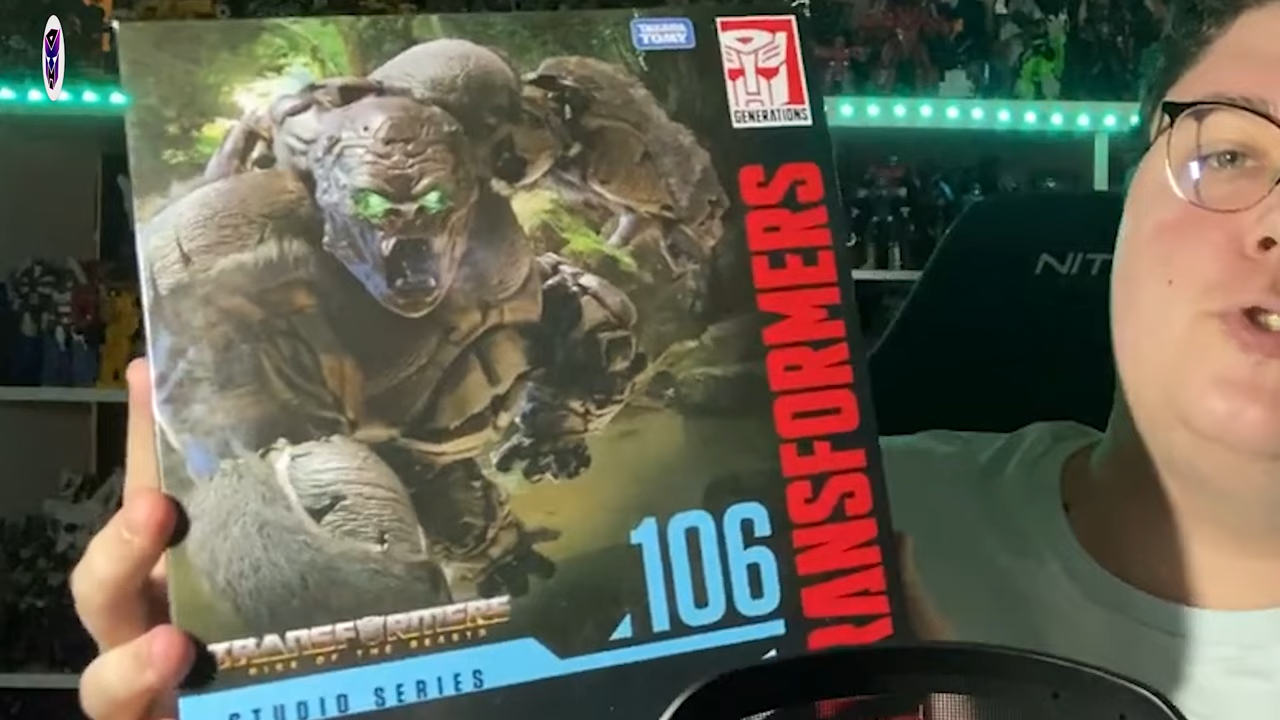 TAKARA
TOMY
GENERATIONS
TRANSFORMERS
NIT
106
TRANSFORMERS
RISE OF THE BEASTS
STUDIO SERIES